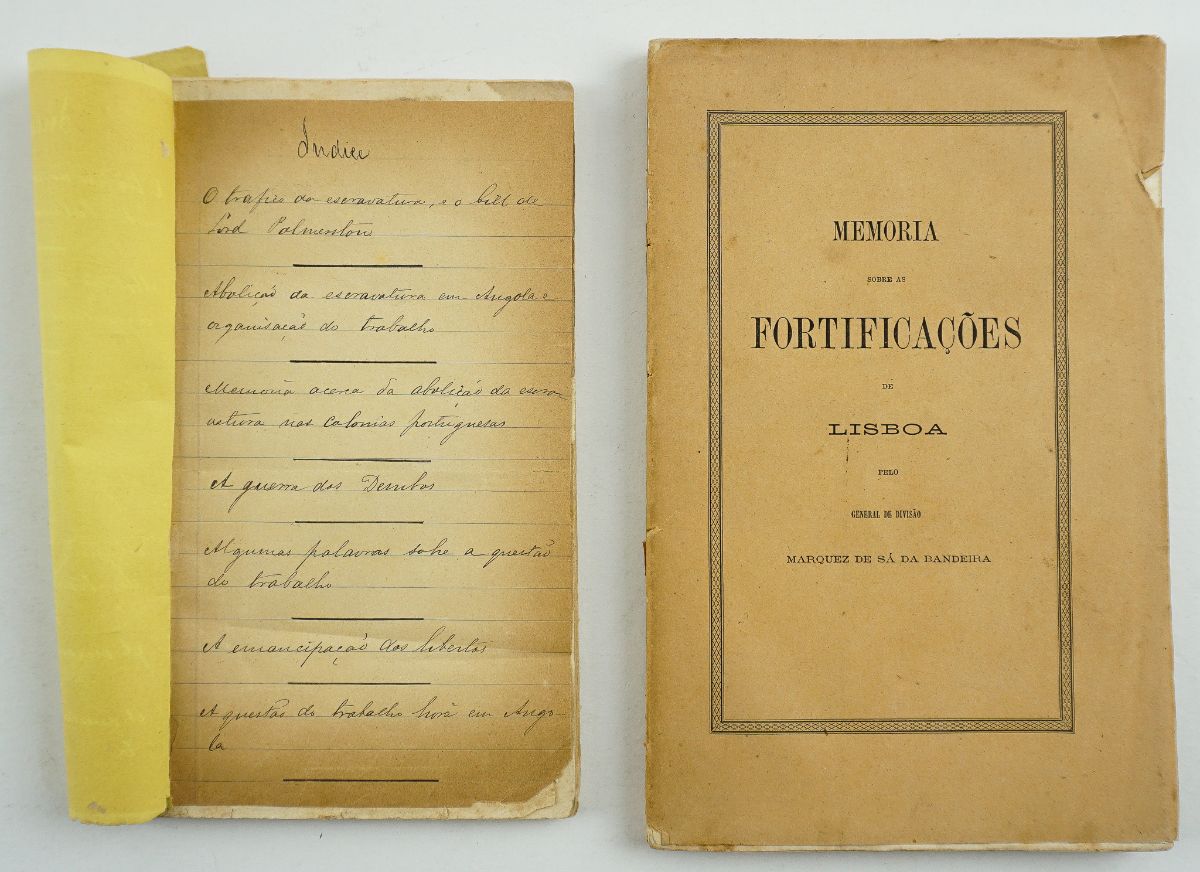 Indice
O trafico da escravatura, e o bill de
Lord Palmerston
Abolição da escravatura em Angola e
organisação do trabalho
Memoria acerca da abolição da escra-
vatura nas colonias portuguesas
A guerra dos Dembos
Algumas palavras sobe a questão
do trabalho
A emancipação dos libertos
A questão do trabalho em Ango-
la
MEMORIA
SOBRE AS
FORTIFICAÇÕES
DE
LISBOA
PELO
GENERAL DE DIVISÃO
MARQUEZ DE SÁ DA BANDEIRA